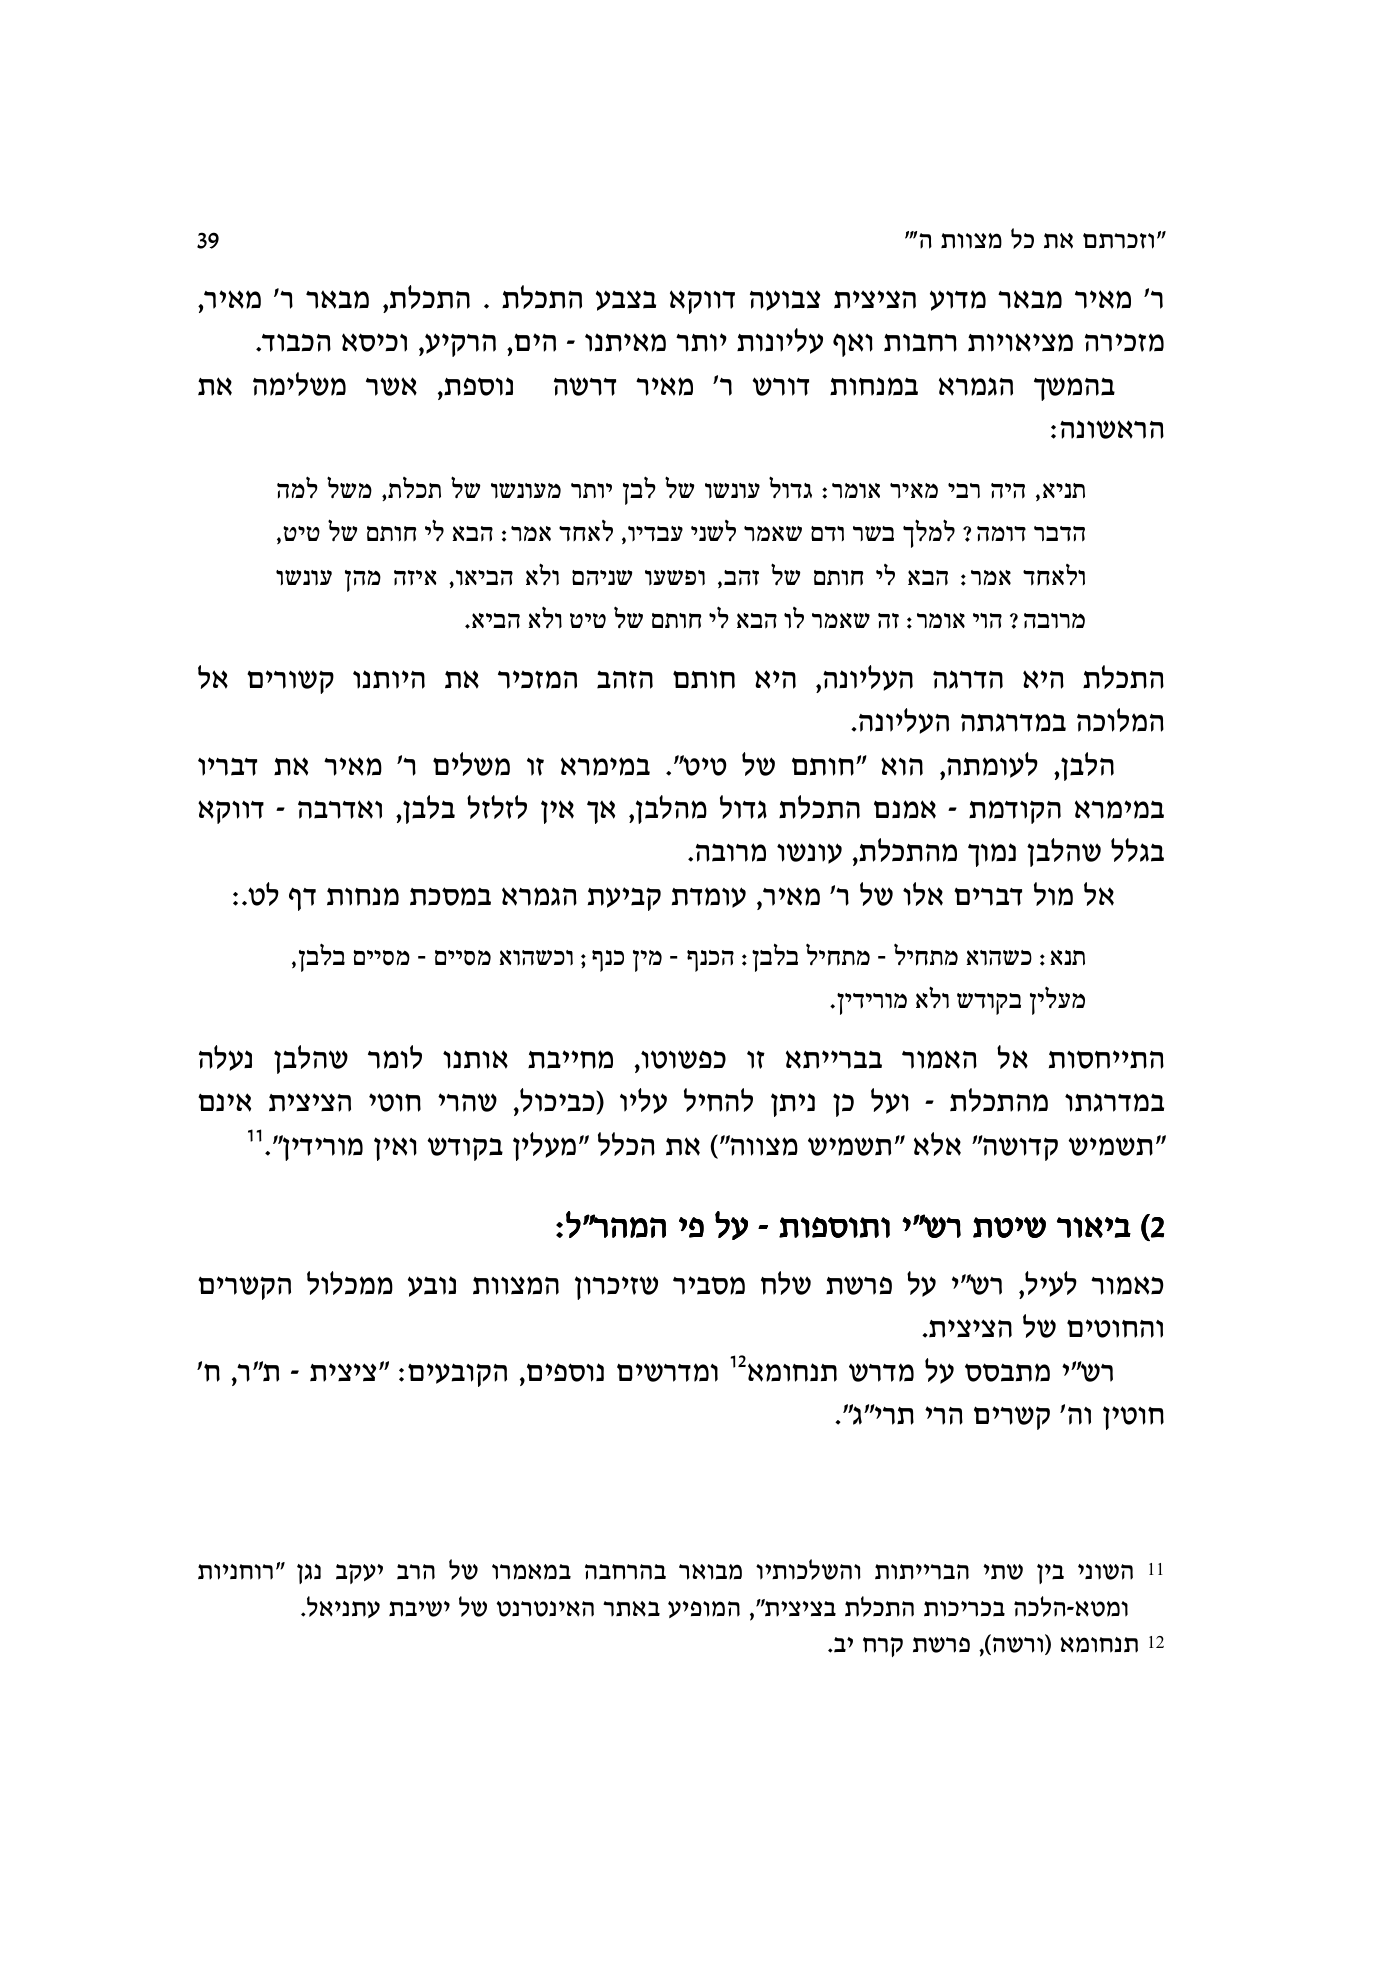 "וזכרתם את כל מצוות ה'" 39
ר' מאיר מבאר מדוע הציצית צבועה דווקא בצבע התכלת . התכלת, מבאר ר' מאיר,
מזכירה מציאויות רחבות ואף עליונות יותר מאיתנו - הים, הרקיע, וכיסא הכבוד.
בהמשך הגמרא במנחות דורש ר' מאיר דרשה נוספת, אשר משלימה את
הראשונה:
תניא, היה רבי מאיר אומר: גדול עונשו של לבן יותר מעונשו של תכלת, משל למה
הדבר דומה? למלך בשר ודם שאמר לשני עבדיו, לאחד אמר: הבא לי חותם של טיט,
ולאחד אמר: הבא לי חותם של זהב, ופשעו שניהם ולא הביאו, איזה מהן עונשו
מרובה? הוי אומר: זה שאמר לו הבא לי חותם של טיט ולא הביא.
התכלת היא הדרגה העליונה, היא חותם הזהב המזכיר את היותנו קשורים אל
המלוכה במדרגתה העליונה.
הלבן, לעומתה, הוא "חותם של טיט". במימרא זו משלים ר' מאיר את דבריו
במימרא הקודמת - אמנם התכלת גדול מהלבן, אך אין לזלזל בלבן, ואדרבה - דווקא
בגלל שהלבן נמוך מהתכלת, עונשו מרובה.
אל מול דברים אלו של ר' מאיר, עומדת קביעת הגמרא במסכת מנחות דף לט.:
תנא: כשהוא מתחיל - מתחיל בלבן: הכנף - מין כנף; וכשהוא מסיים - מסיים בלבן,
מעלין בקודש ולא מורידין.
התייחסות אל האמור בברייתא זו כפשוטו, מחייבת אותנו לומר שהלבן נעלה
במדרגתו מהתכלת - ועל כן ניתן להחיל עליו (כביכול, שהרי חוטי הציצית אינם
"תשמיש קדושה" אלא "תשמיש מצווה") את הכלל "מעלין בקודש ואין מורידין".11
2) ביאור שיטת רש"י ותוספות - על פי המהר"ל:
כאמור לעיל, רש"י על פרשת שלח מסביר שזיכרון המצוות נובע ממכלול הקשרים
והחוטים של הציצית.
רש"י מתבסס על מדרש תנחומא12 ומדרשים נוספים, הקובעים: "ציצית - ת"ר, ח'
חוטין וה' קשרים הרי תרי"ג".
11 השוני בין שתי הברייתות והשלכותיו מבואר בהרחבה במאמרו של הרב יעקב נגן "רוחניות
ומטא-הלכה בכריכות התכלת בציצית", המופיע באתר האינטרנט של ישיבת עתניאל.
12 תנחומא (ורשה), פרשת קרח יב.